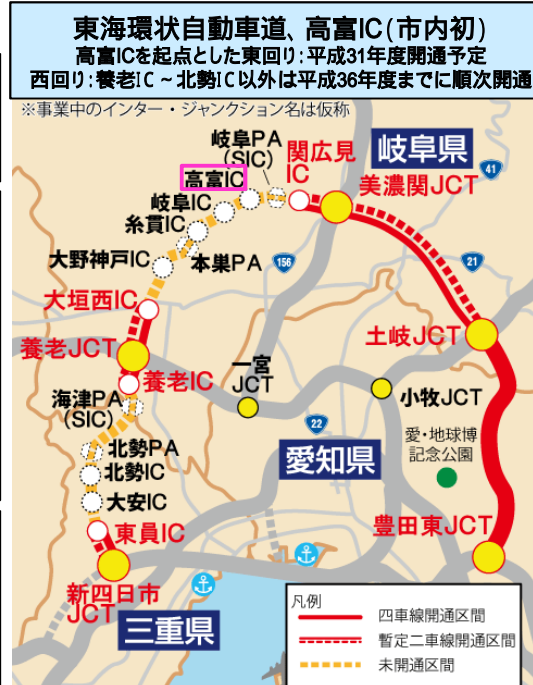 東海環状自動車道、高富IC(市内初)
高富ICを起点とした東回り:平成31年度開通予定
西回り:養老IC~北勢IC以外は平成36年度までに順次開通
※事業中のインター・ジャンクション名は仮称
岐阜PA
(SIC)
関広見
IC
岐阜県
41
高富IC
美濃関JCT
岐阜IC
糸貫IC
大野神戸IC
本巣PA
156
21
大垣西IC
土岐JCT
養老JCT
養老IC
一宮
JCT
小牧JCT
海津PA
(SIC)
22
愛・地球博
記念公園
北勢PA
愛知県
北勢IC
大安IC
東員IC
豊田東JCT
新四日市
JCT
三重県
凡例
四車線開通区間
暫定二車線開通区間
未開通区間